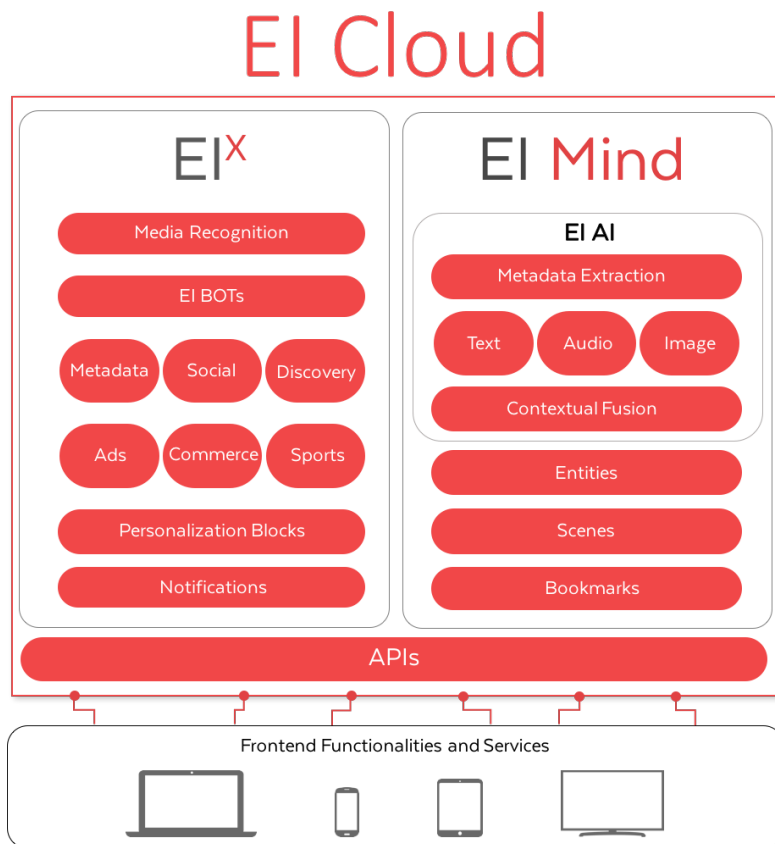 EI Cloud
EIX
Media Recognition
EI BOTs
Metadata Social Discovery
Ads Commerce Sports
Personalization Blocks
Notifications
EI Mind
EI AI
Metadata Extraction
Text Audio Image
Contextual Fusion
Entities
Scenes
Bookmarks
APIs
Frontend Functionalities and Services